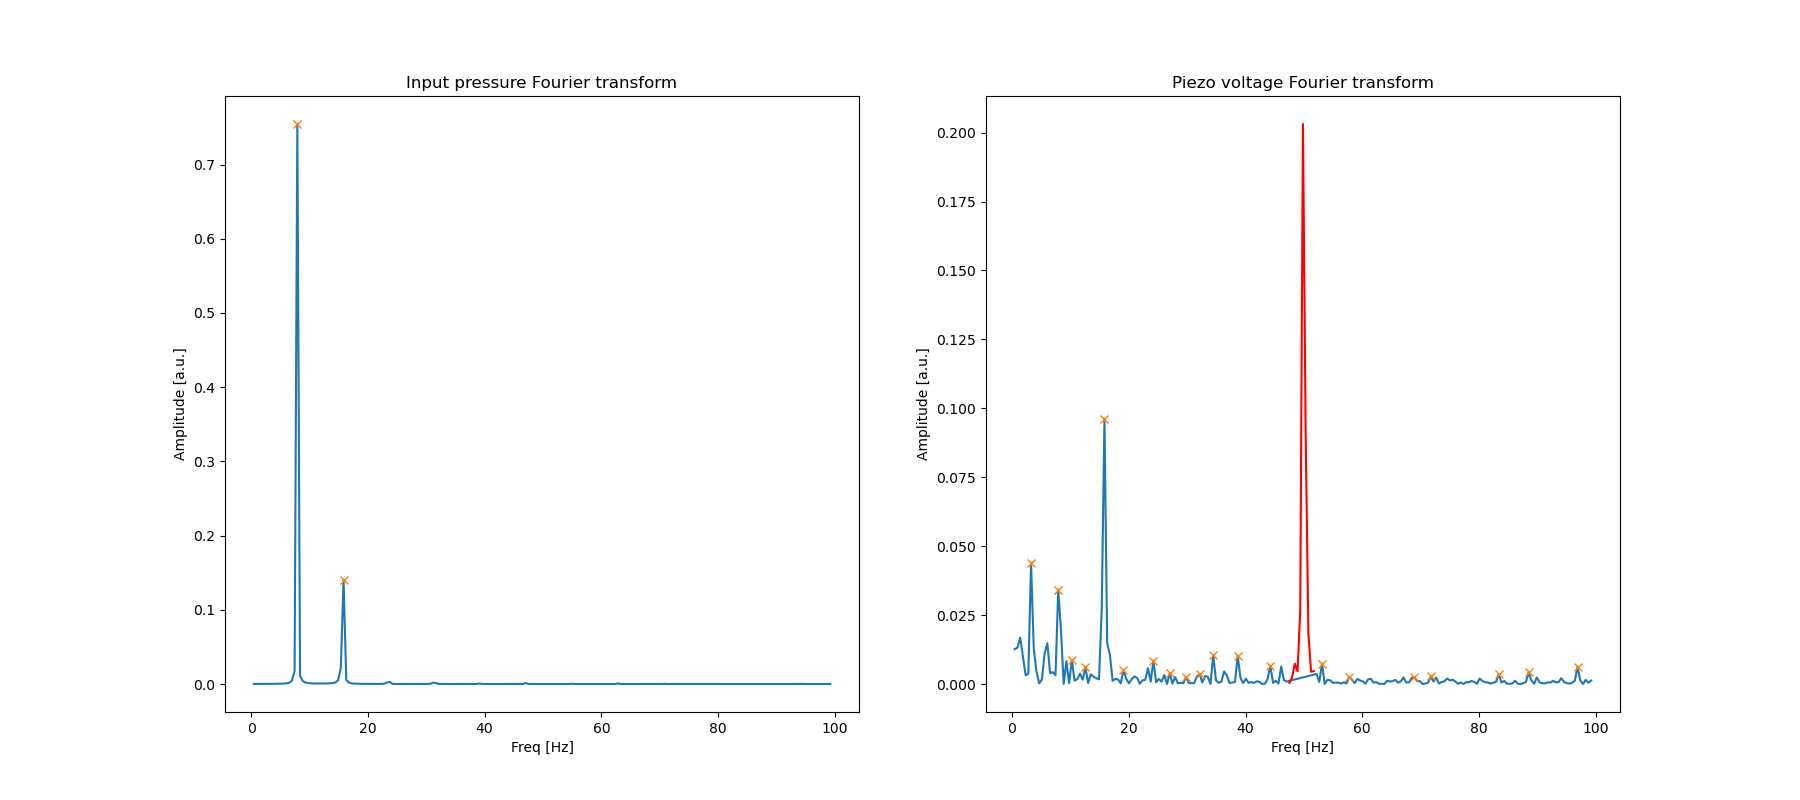 Input pressure Fourier transform
Amplitude [a.u.]
0.7
0.6
0.5
0.4
0.3
0.2
0.1
0.0
0 20 40 60 80 100
Freq [Hz]
Piezo voltage Fourier transform
Amplitude [a.u.]
0.200
0.175
0.150
0.125
0.100
0.075
0.050
0.025
0.000
0 20 40 60 80 100
Freq [Hz]